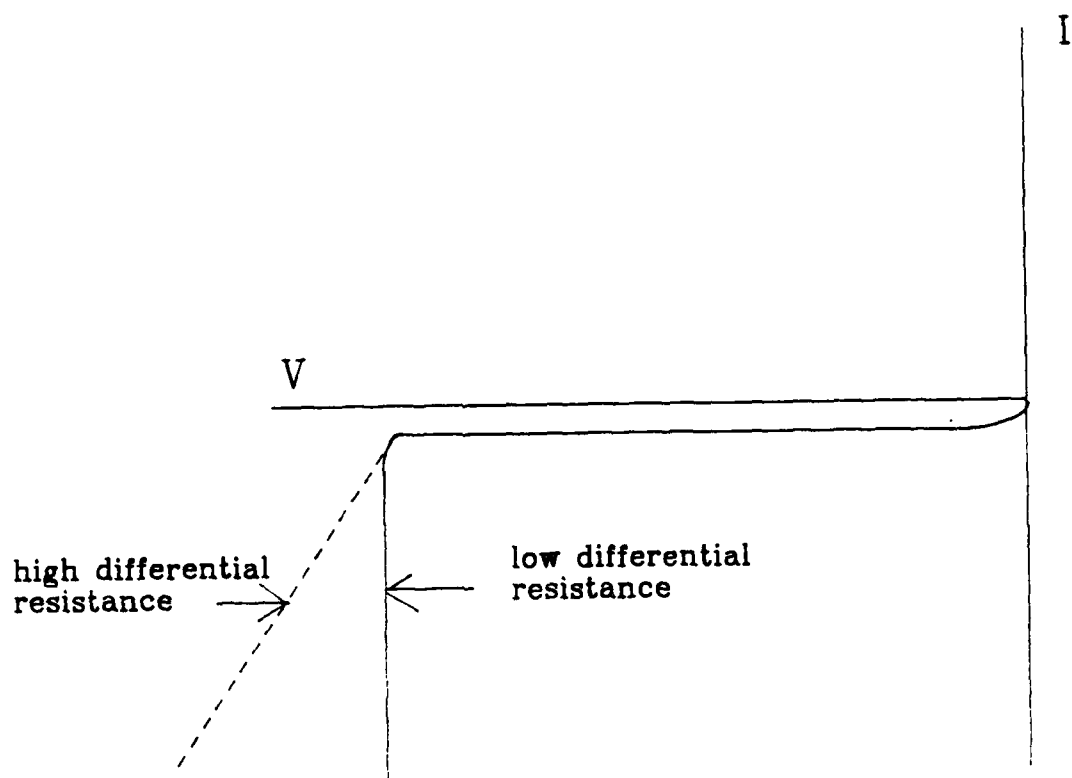 I
V
high differential
resistance
low differential
resistance